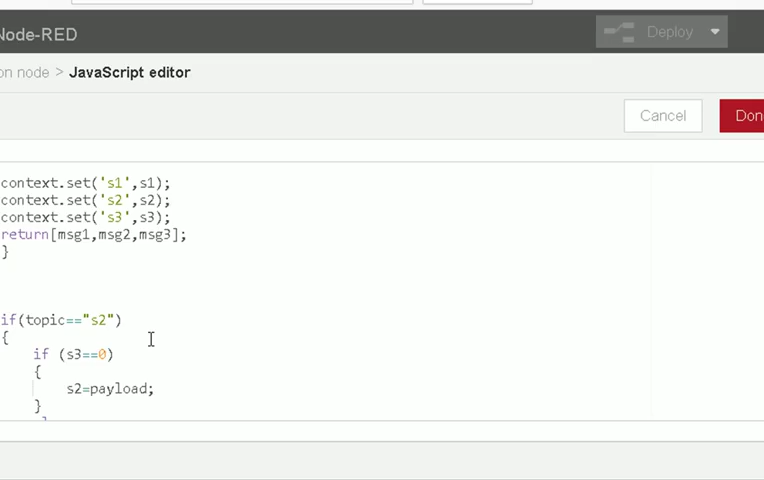 Node-RED
Deploy
on node > JavaScript editor
Cancel
Don
context.set('s1',s1);
context.set('s2',s2);
context.set('s3',s3);
return[msg1,msg2,msg3];
}
if(topic=="s2")
{
if (s3==0)
{
s2=payload;
}